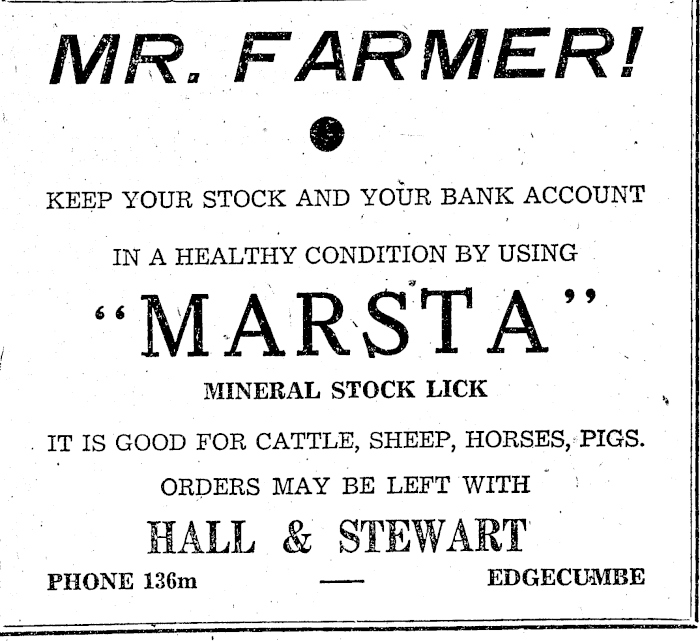 MR. FARMER!
KEEP YOUR STOCK AND YOUR BANK ACCOUNT
IN A HEALTHY CONDITION BY USING
“MARSTA”
MINERAL STOCK LICK
IT IS GOOD FOR CATTLE, SHEEP, HORSES, PIGS.
ORDERS MAY BE LEFT WITH
HALL & STEWART
PHONE 136m — EDGECUMBE